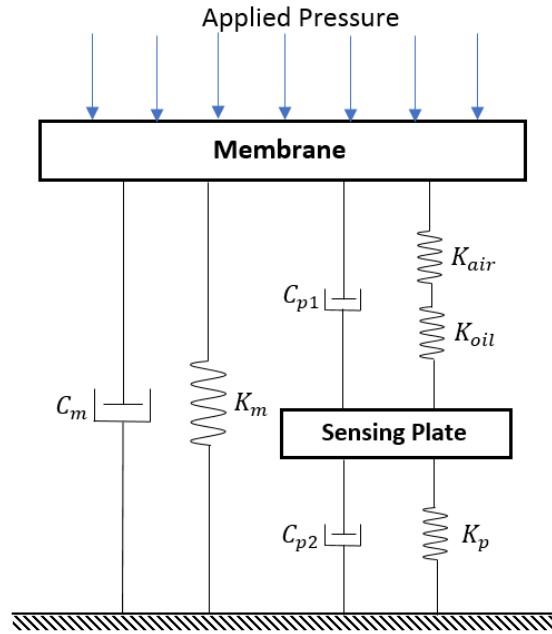 Applied Pressure
Membrane
K_air
C_p1
K_oil
C_m
K_m
Sensing Plate
C_p2
K_p